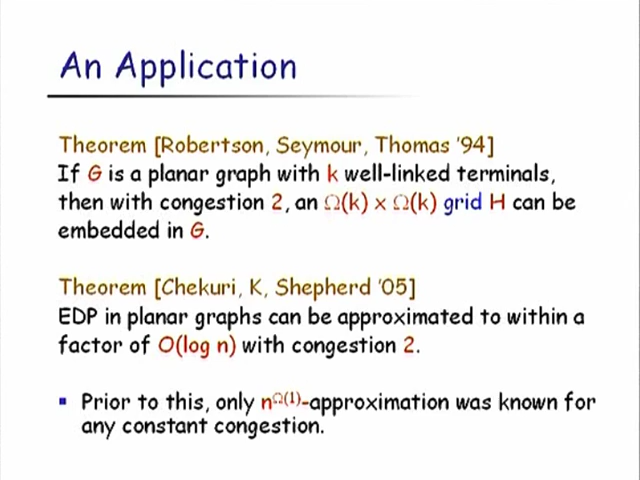 An Application
Theorem [Robertson, Seymour, Thomas '94]
If G is a planar graph with k well-linked terminals,
then with congestion 2, an Ω(k) x Ω(k) grid H can be
embedded in G.
Theorem [Chekuri, K, Shepherd '05]
EDP in planar graphs can be approximated to within a
factor of O(log n) with congestion 2.
▪ Prior to this, only n^Ω(1)-approximation was known for
any constant congestion.